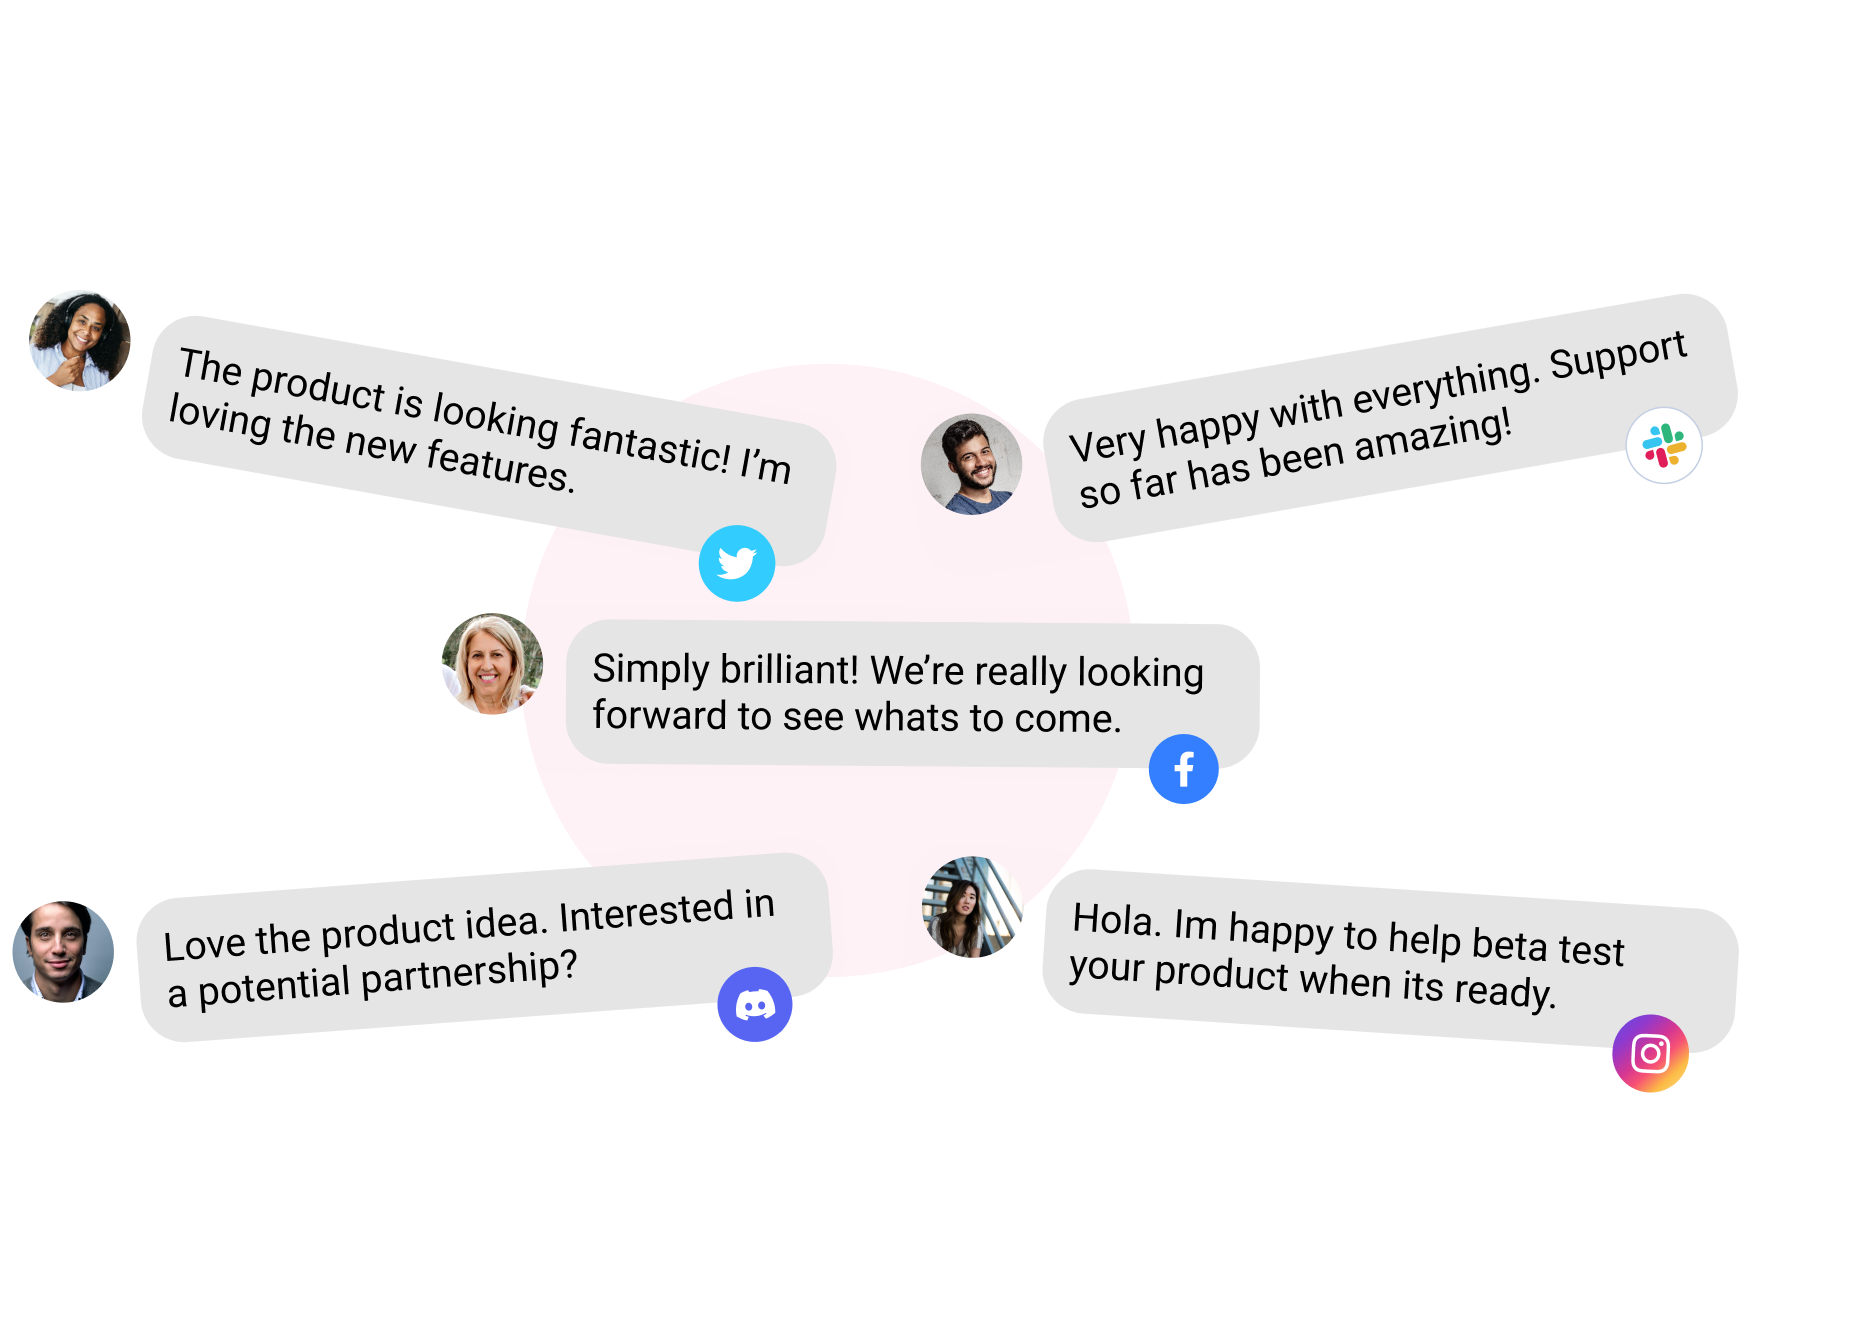 The product is looking fantastic! I’m
loving the new features.
Very happy with everything. Support
so far has been amazing!
Simply brilliant! We’re really looking
forward to see whats to come.
Love the product idea. Interested in
a potential partnership?
Hola. Im happy to help beta test
your product when its ready.